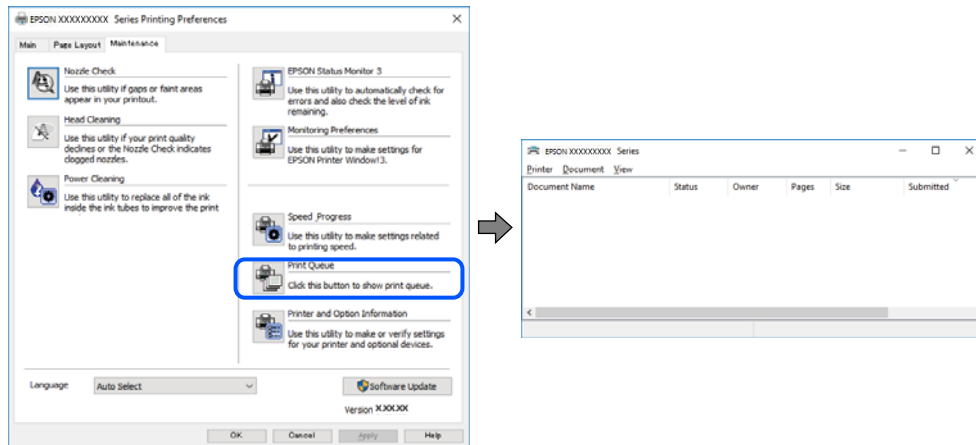 EPSON XXXXXXXXX Series Printing Preferences
Main Page Layout Maintenance
Nozzle Check
Use this utility if gaps or faint areas
appear in your printout.
Head Cleaning
Use this utility if your print quality
declines or the Nozzle Check indicates
clogged nozzles.
Power Cleaning
Use this utility to replace all of the ink
inside the ink tubes to improve the print
EPSON Status Monitor 3
Use this utility to automatically check for
errors and also check the level of ink
remaining.
Monitoring Preferences
Use this utility to make settings for
EPSON Printer Window!3.
Speed Progress
Use this utility to make settings related
to printing speed.
Print Queue
Click this button to show print queue.
Printer and Option Information
Use this utility to make or verify settings
for your printer and optional devices.
Language Auto Select Software Update
Version X.XX.XX
OK Cancel Apply Help
EPSON XXXXXXXXX Series
Printer Document View
Document Name Status Owner Pages Size Submitted